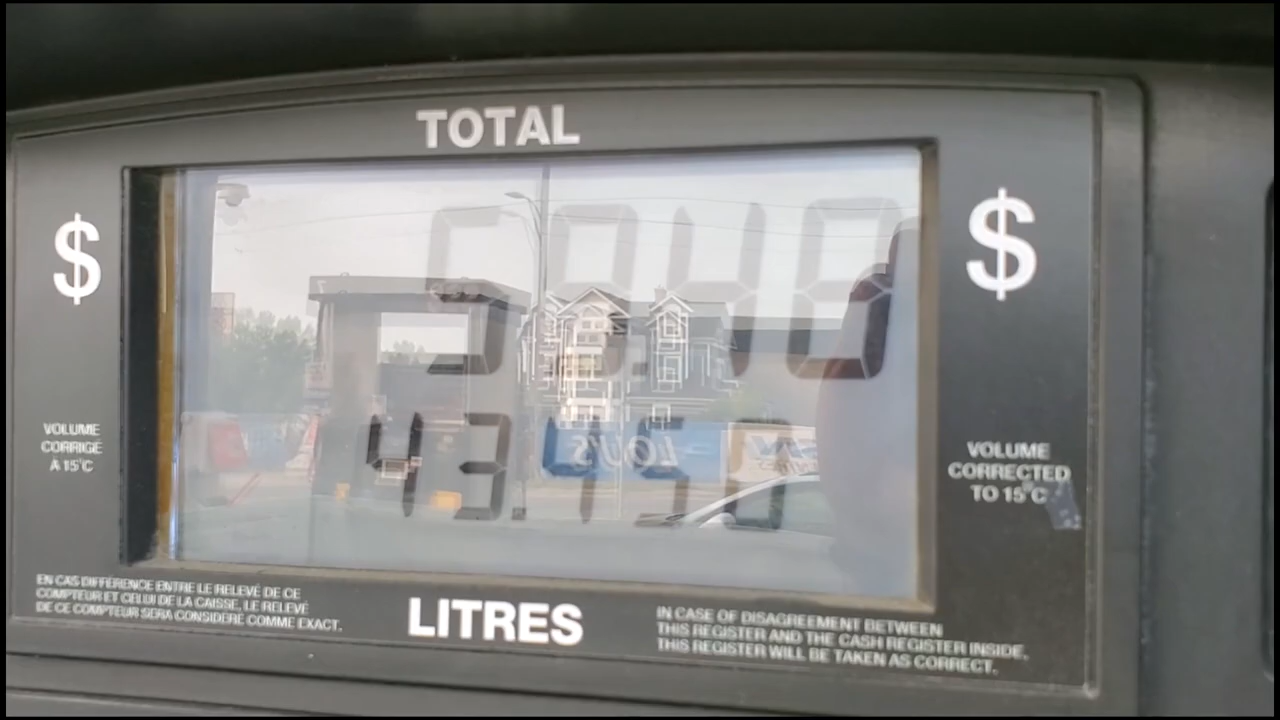 TOTAL
$
$
VOLUME
CORRIGÉ
À 15°C
VOLUME
CORRECTED
TO 15°C
EN CAS DIFFÉRENCE ENTRE LE RELEVÉ DE CE
COMPTEUR ET CELUI DE LA CAISSE, LE RELEVÉ
DE CE COMPTEUR SERA CONSIDÉRÉ COMME EXACT.
LITRES
IN CASE OF DISAGREEMENT BETWEEN
THIS REGISTER AND THE CASH REGISTER INSIDE,
THIS REGISTER WILL BE TAKEN AS CORRECT.